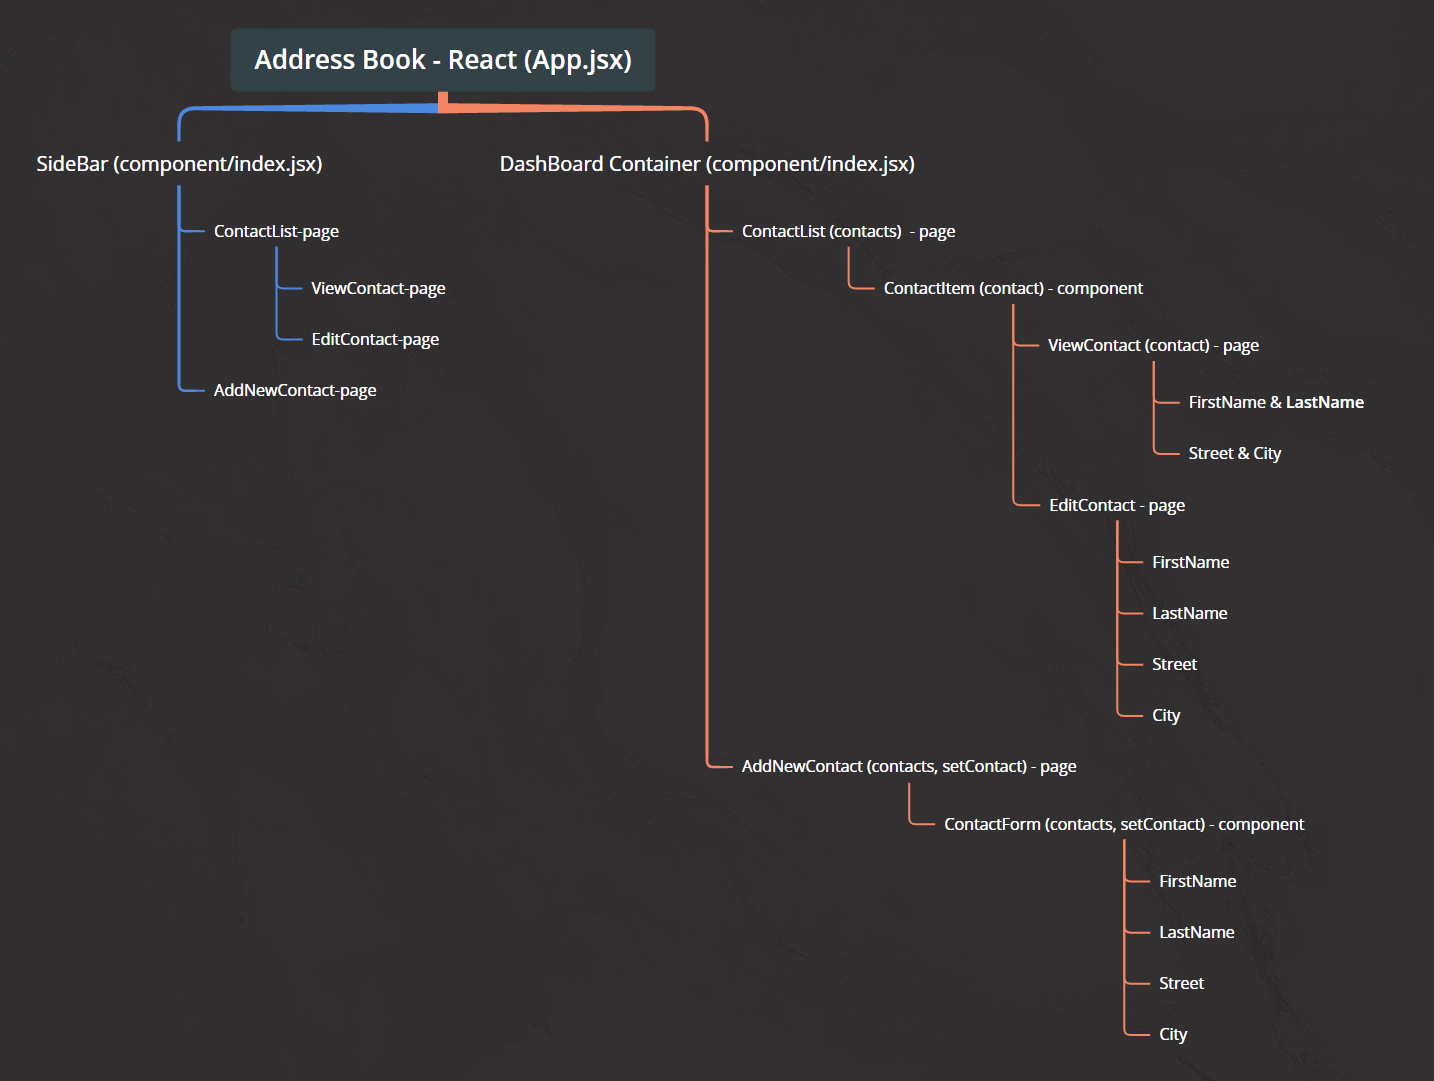 Address Book - React (App.jsx)
SideBar (component/index.jsx)
ContactList-page
ViewContact-page
EditContact-page
AddNewContact-page
DashBoard Container (component/index.jsx)
ContactList (contacts)  - page
ContactItem (contact) - component
ViewContact (contact) - page
FirstName & LastName
Street & City
EditContact - page
FirstName
LastName
Street
City
AddNewContact (contacts, setContact) - page
ContactForm (contacts, setContact) - component
FirstName
LastName
Street
City